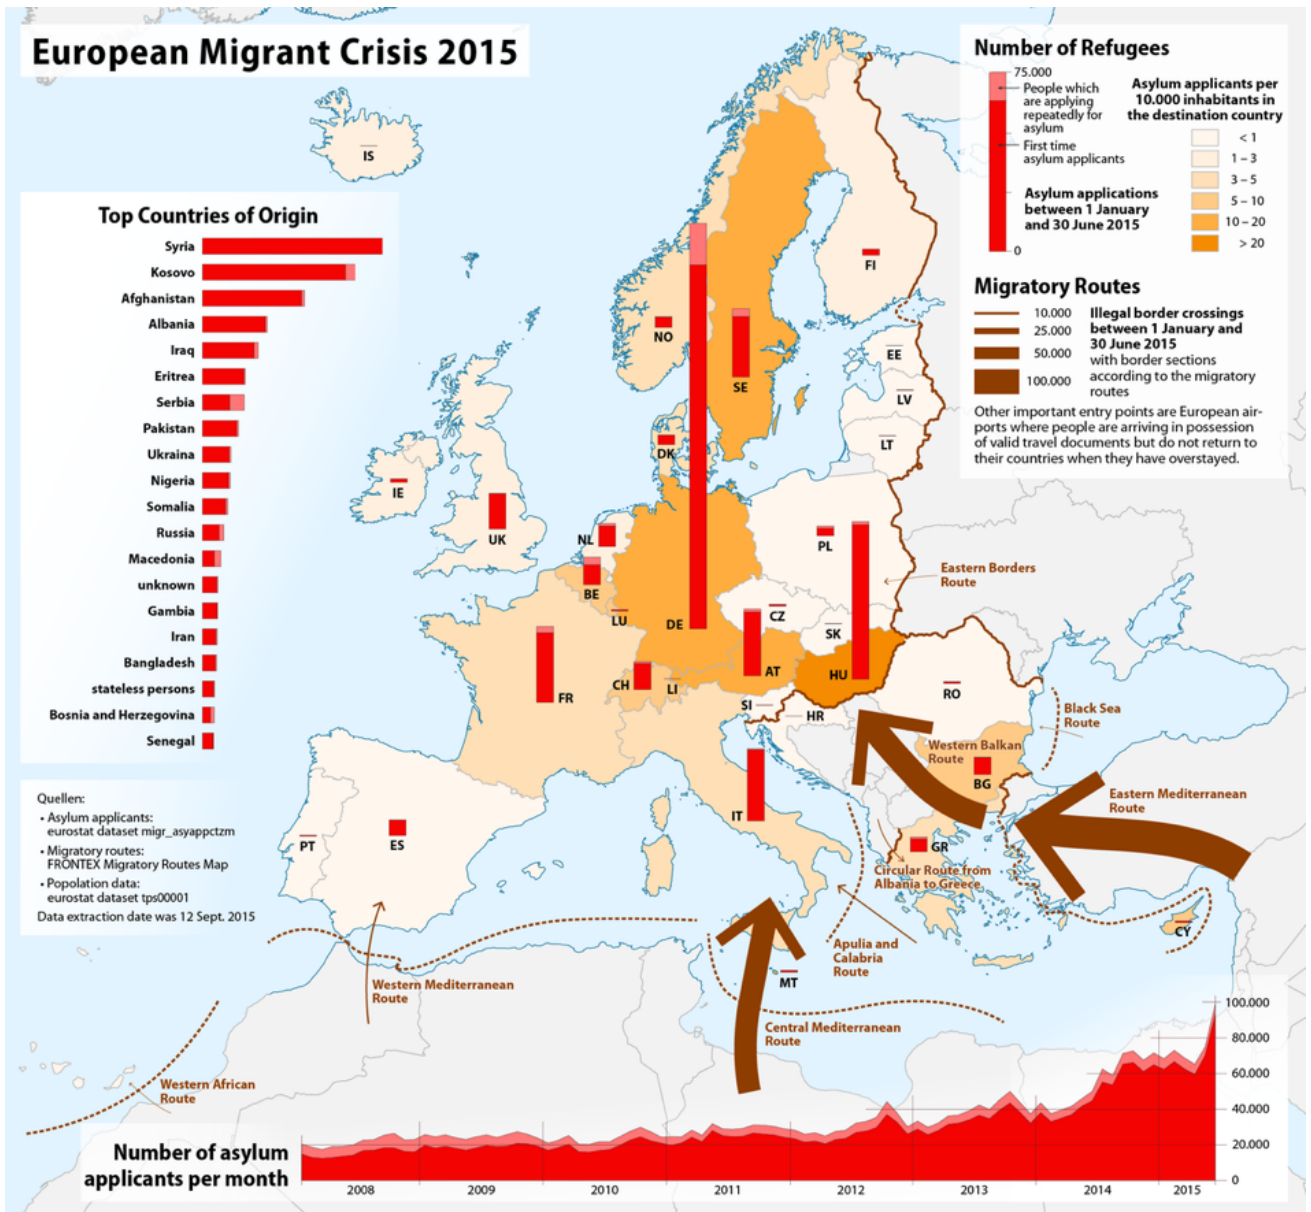 European Migrant Crisis 2015
Number of Refugees
75.000
People which
are applying
repeatedly for
asylum
First time
asylum applicants
Asylum applications
between 1 January
and 30 June 2015
0
Asylum applicants per
10.000 inhabitants in
the destination country
< 1
1 – 3
3 – 5
5 – 10
10 – 20
> 20
Migratory Routes
10.000
25.000
50.000
100.000
Illegal border crossings
between 1 January and
30 June 2015
with border sections
according to the migratory
routes
Other important entry points are European air-
ports where people are arriving in possession
of valid travel documents but do not return to
their countries when they have overstayed.
Top Countries of Origin
Syria
Kosovo
Afghanistan
Albania
Iraq
Eritrea
Serbia
Pakistan
Ukraina
Nigeria
Somalia
Russia
Macedonia
unknown
Gambia
Iran
Bangladesh
stateless persons
Bosnia and Herzegovina
Senegal
Quellen:
• Asylum applicants:
eurostat dataset migr_asyappctzm
• Migratory routes:
FRONTEX Migratory Routes Map
• Popolation data:
eurostat dataset tps00001
Data extraction date was 12 Sept. 2015
IS
FI
NO
SE
EE
LV
LT
DK
IE
UK
NL
BE
LU
DE
PL
CZ
SK
FR
CH
LI
AT
HU
SI
HR
RO
BG
IT
PT
ES
GR
CY
MT
Eastern Borders
Route
Black Sea
Route
Western Balkan
Route
Eastern Mediterranean
Route
Circular Route from
Albania to Greece
Apulia and
Calabria
Route
Western Mediterranean
Route
Central Mediterranean
Route
Western African
Route
Number of asylum
applicants per month
100.000
80.000
60.000
40.000
20.000
0
2008
2009
2010
2011
2012
2013
2014
2015